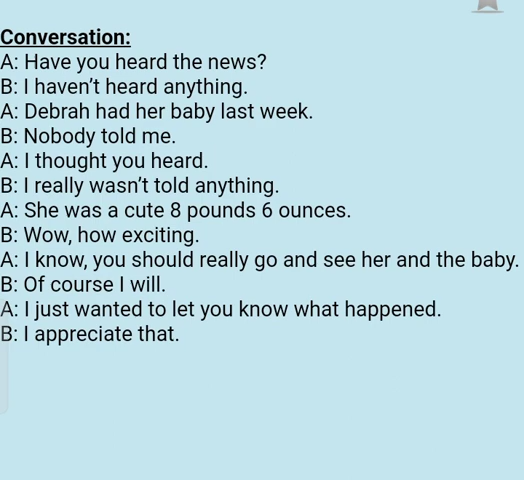 Conversation:
A: Have you heard the news?
B: I haven’t heard anything.
A: Debrah had her baby last week.
B: Nobody told me.
A: I thought you heard.
B: I really wasn’t told anything.
A: She was a cute 8 pounds 6 ounces.
B: Wow, how exciting.
A: I know, you should really go and see her and the baby.
B: Of course I will.
A: I just wanted to let you know what happened.
B: I appreciate that.